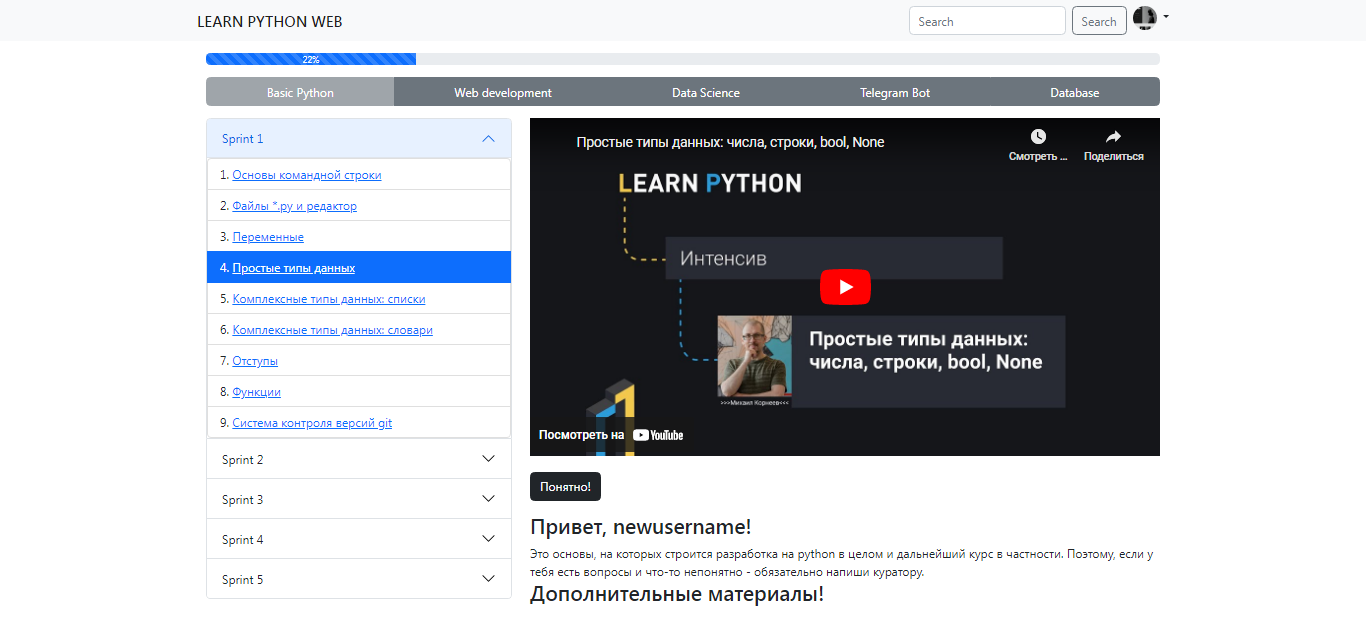 LEARN PYTHON WEB
Search
Search
22%
Basic Python
Web development
Data Science
Telegram Bot
Database
Sprint 1
1. Основы командной строки
2. Файлы *.py и редактор
3. Переменные
4. Простые типы данных
5. Комплексные типы данных: списки
6. Комплексные типы данных: словари
7. Отступы
8. Функции
9. Система контроля версий git
Sprint 2
Sprint 3
Sprint 4
Sprint 5
Простые типы данных: числа, строки, bool, None
Смотреть ...
Поделиться
LEARN PYTHON
Интенсив
Простые типы данных:
числа, строки, bool, None
>>>Михаил Корнеев<<<
Посмотреть на YouTube
Понятно!
Привет, newusername!
Это основы, на которых строится разработка на python в целом и дальнейший курс в частности. Поэтому, если у
тебя есть вопросы и что-то непонятно - обязательно напиши куратору.
Дополнительные материалы!